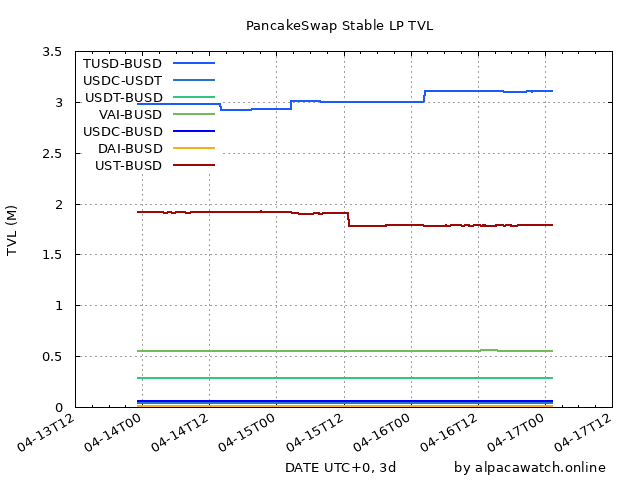 PancakeSwap Stable LP TVL
3.5
3
2.5
2
1.5
1
0.5
0
TVL (M)
TUSD-BUSD
USDC-USDT
USDT-BUSD
VAI-BUSD
USDC-BUSD
DAI-BUSD
UST-BUSD
04-13T12
04-14T00
04-14T12
04-15T00
04-15T12
04-16T00
04-16T12
04-17T00
04-17T12
DATE UTC+0, 3d
by alpacawatch.online